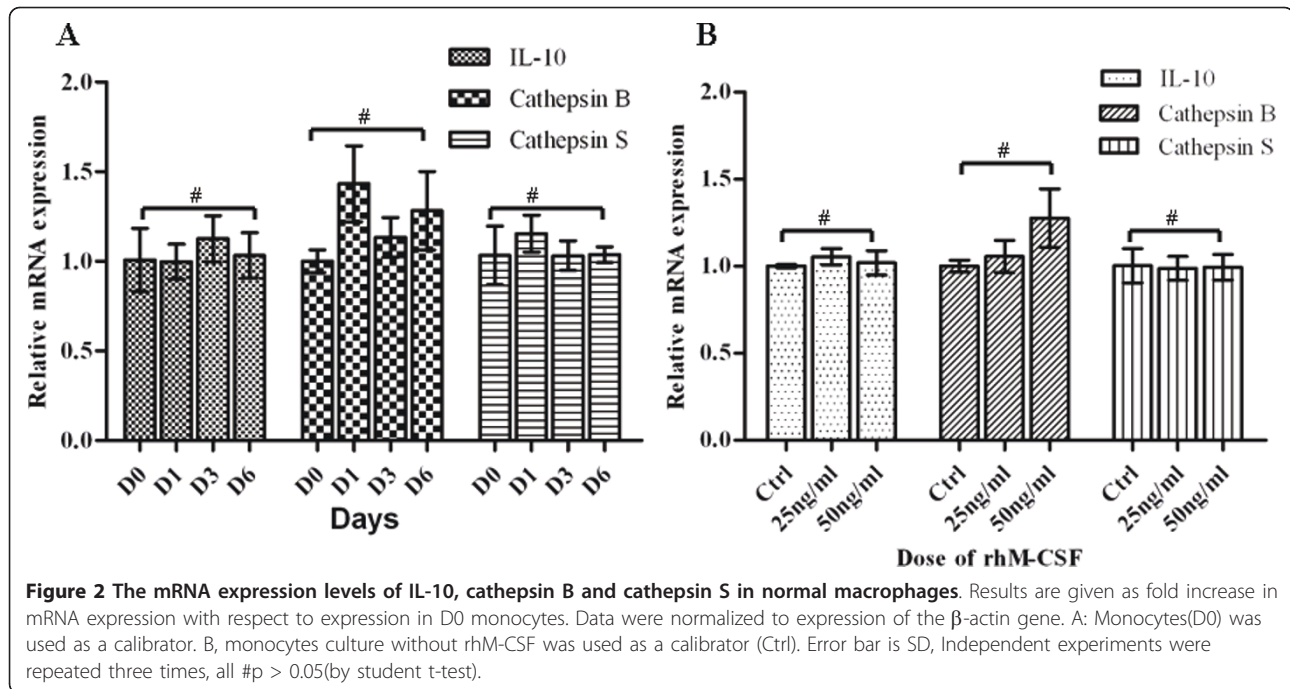 A
IL-10
Cathepsin B
Cathepsin S
Relative mRNA expression
2.0
1.5
1.0
0.5
0.0
#
#
#
D0 D1 D3 D6 D0 D1 D3 D6 D0 D1 D3 D6
Days
B
IL-10
Cathepsin B
Cathepsin S
Relative mRNA expression
2.0
1.5
1.0
0.5
0.0
#
#
#
Ctrl 25ng/ml 50ng/ml Ctrl 25ng/ml 50ng/ml Ctrl 25ng/ml 50ng/ml
Dose of rhM-CSF
Figure 2 The mRNA expression levels of IL-10, cathepsin B and cathepsin S in normal macrophages. Results are given as fold increase in
mRNA expression with respect to expression in D0 monocytes. Data were normalized to expression of the β-actin gene. A: Monocytes(D0) was
used as a calibrator. B, monocytes culture without rhM-CSF was used as a calibrator (Ctrl). Error bar is SD, Independent experiments were
repeated three times, all #p > 0.05(by student t-test).